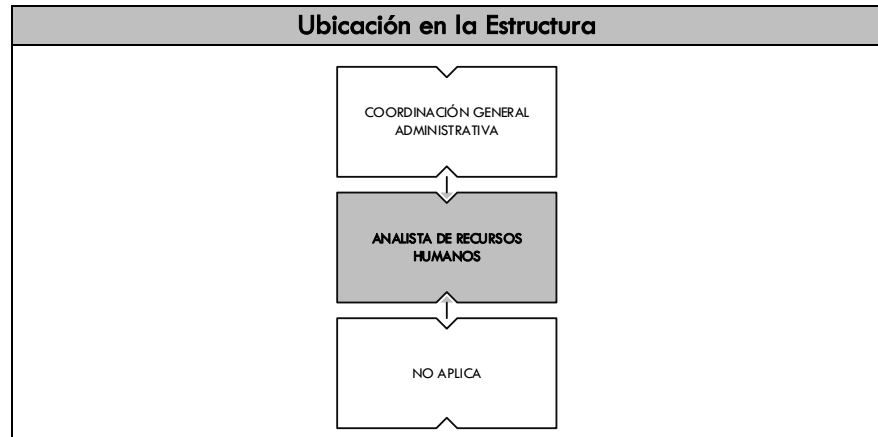 Ubicación en la Estructura
COORDINACIÓN GENERAL
ADMINISTRATIVA
ANALISTA DE RECURSOS
HUMANOS
NO APLICA